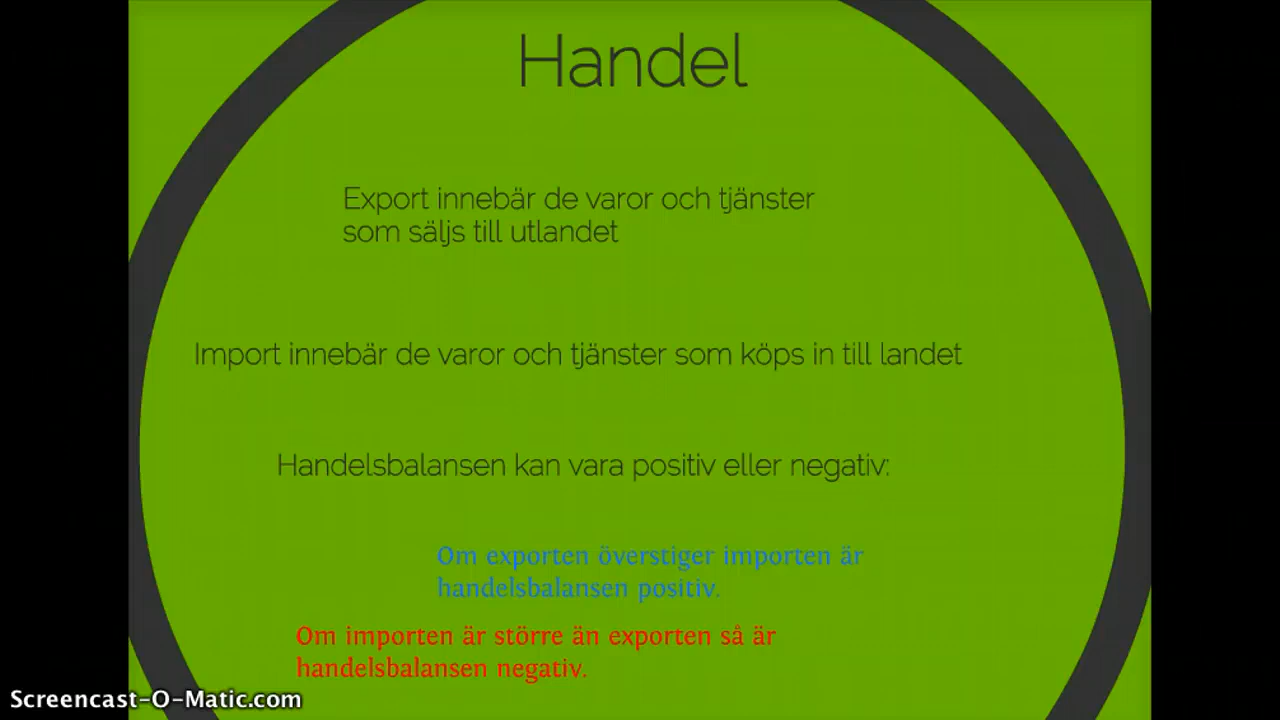 Handel
Export innebär de varor och tjänster
som säljs till utlandet
Import innebär de varor och tjänster som köps in till landet
Handelsbalansen kan vara positiv eller negativ:
Om exporten överstiger importen är
handelsbalansen positiv.
Om importen är större än exporten så är
handelsbalansen negativ.
Screencast-O-Matic.com